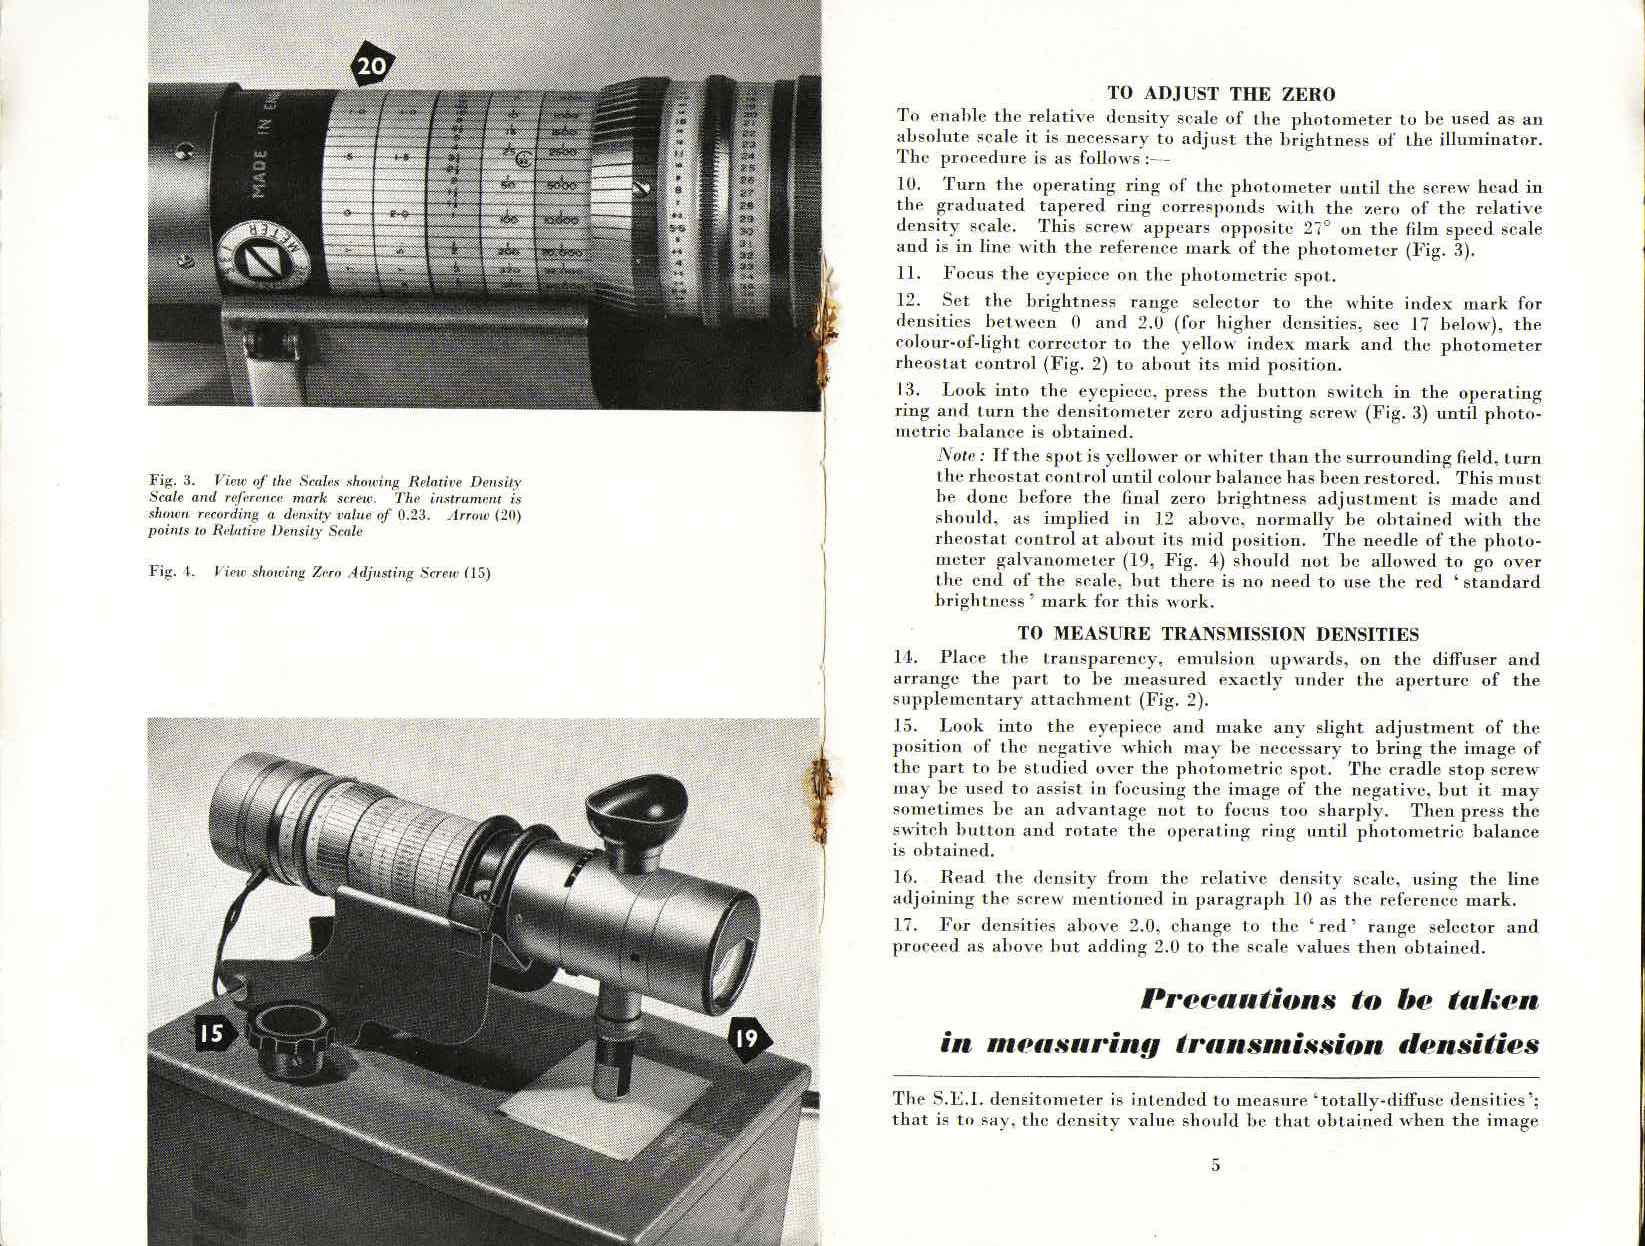 20
MADE IN ENG
METER
Fig. 3. View of the Scales showing Relative Density
Scale and reference mark screw. The instrument is
shown recording a density value of 0.23. Arrow (20)
points to Relative Density Scale
Fig. 4. View showing Zero Adjusting Screw (15)
15
19
TO ADJUST THE ZERO
To enable the relative density scale of the photometer to be used as an
absolute scale it is necessary to adjust the brightness of the illuminator.
The procedure is as follows :—
10. Turn the operating ring of the photometer until the screw head in
the graduated tapered ring corresponds with the zero of the relative
density scale. This screw appears opposite 27° on the film speed scale
and is in line with the reference mark of the photometer (Fig. 3).
11. Focus the eyepiece on the photometric spot.
12. Set the brightness range selector to the white index mark for
densities between 0 and 2.0 (for higher densities, see 17 below), the
colour-of-light corrector to the yellow index mark and the photometer
rheostat control (Fig. 2) to about its mid position.
13. Look into the eyepiece, press the button switch in the operating
ring and turn the densitometer zero adjusting screw (Fig. 3) until photo-
metric balance is obtained.
Note : If the spot is yellower or whiter than the surrounding field, turn
the rheostat control until colour balance has been restored. This must
be done before the final zero brightness adjustment is made and
should, as implied in 12 above, normally be obtained with the
rheostat control at about its mid position. The needle of the photo-
meter galvanometer (19, Fig. 4) should not be allowed to go over
the end of the scale, but there is no need to use the red ‘ standard
brightness ’ mark for this work.
TO MEASURE TRANSMISSION DENSITIES
14. Place the transparency, emulsion upwards, on the diffuser and
arrange the part to be measured exactly under the aperture of the
supplementary attachment (Fig. 2).
15. Look into the eyepiece and make any slight adjustment of the
position of the negative which may be necessary to bring the image of
the part to be studied over the photometric spot. The cradle stop screw
may be used to assist in focusing the image of the negative, but it may
sometimes be an advantage not to focus too sharply. Then press the
switch button and rotate the operating ring until photometric balance
is obtained.
16. Read the density from the relative density scale, using the line
adjoining the screw mentioned in paragraph 10 as the reference mark.
17. For densities above 2.0, change to the ‘ red ’ range selector and
proceed as above but adding 2.0 to the scale values then obtained.
Precautions to be taken
in measuring transmission densities
The S.E.I. densitometer is intended to measure ‘totally-diffuse densities’;
that is to say, the density value should be that obtained when the image
5